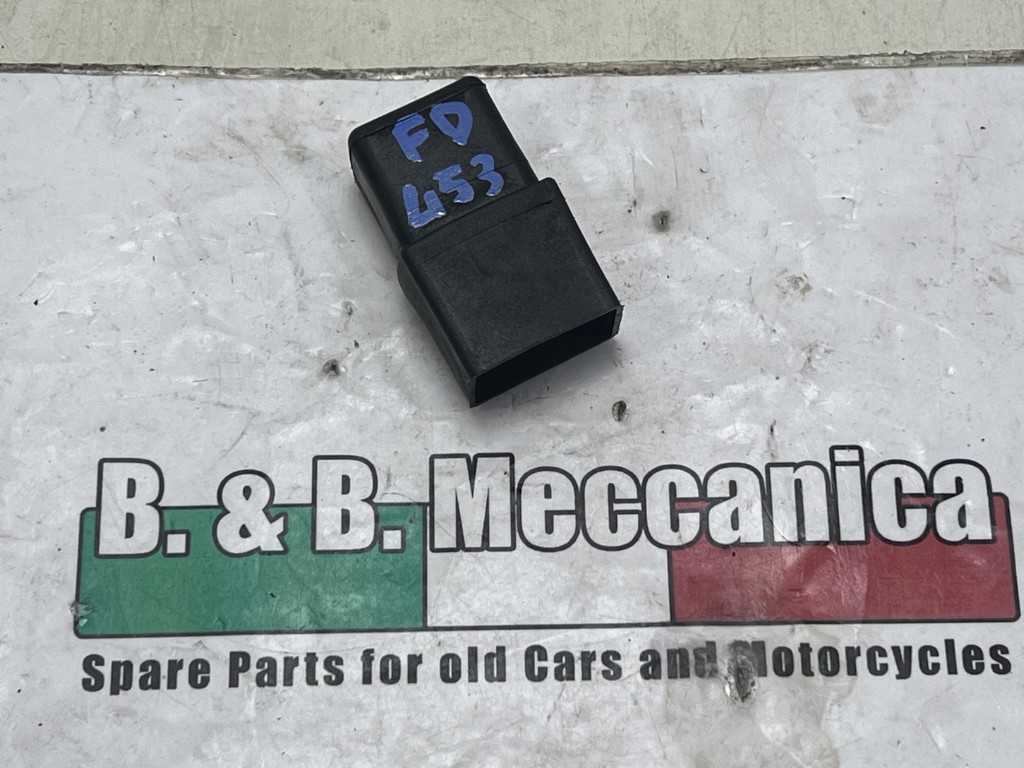 FD
453
B. & B. Meccanica
Spare Parts for old Cars and Motorcycles